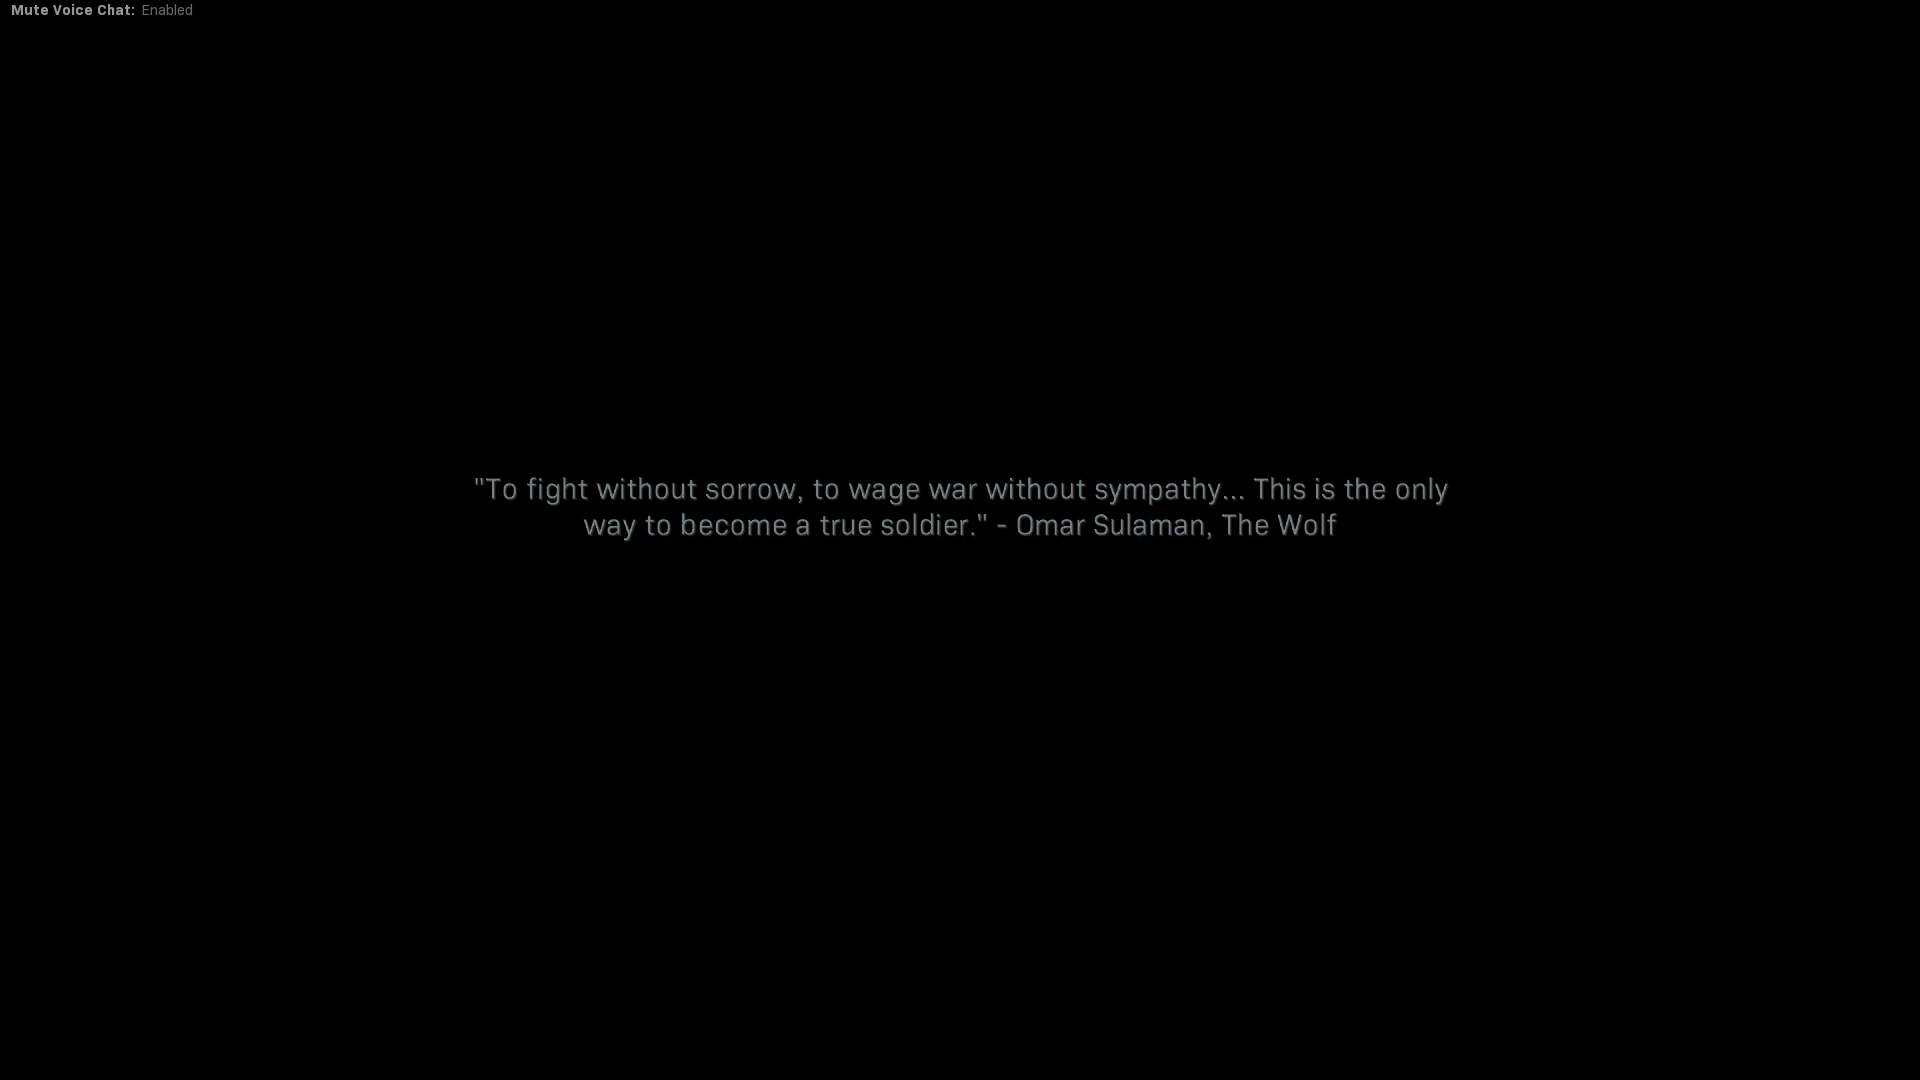 Mute Voice Chat: Enabled
"To fight without sorrow, to wage war without sympathy... This is the only
way to become a true soldier." - Omar Sulaman, The Wolf